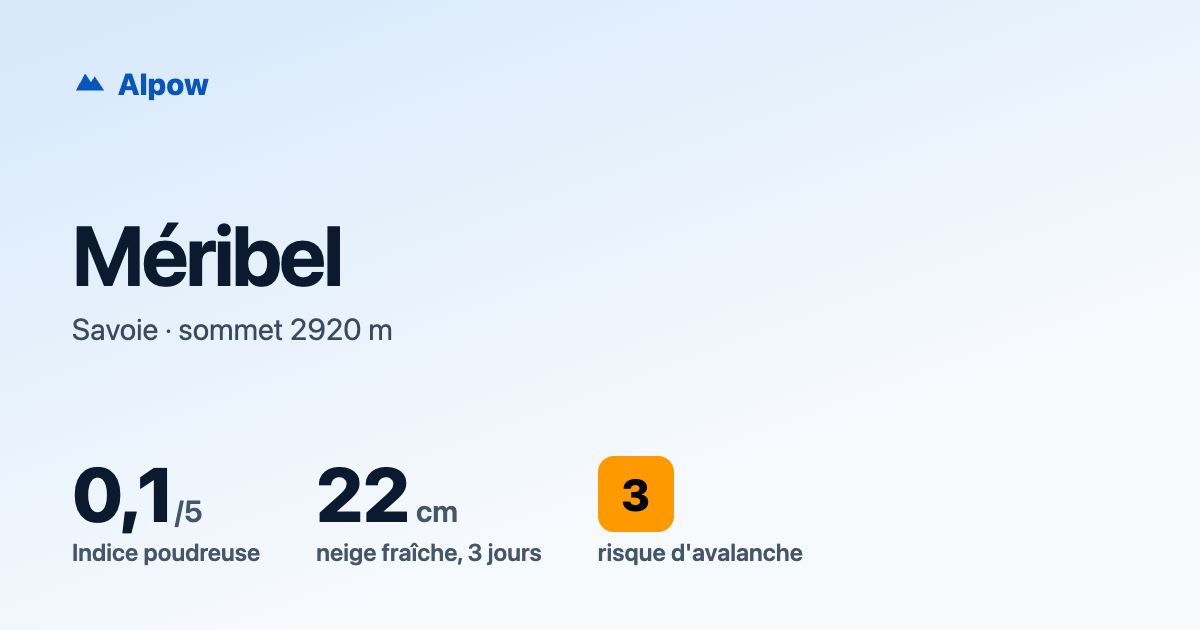 Alpow
Méribel
Savoie · sommet 2920 m
0,1/5
Indice poudreuse
22 cm
neige fraîche, 3 jours
3
risque d'avalanche